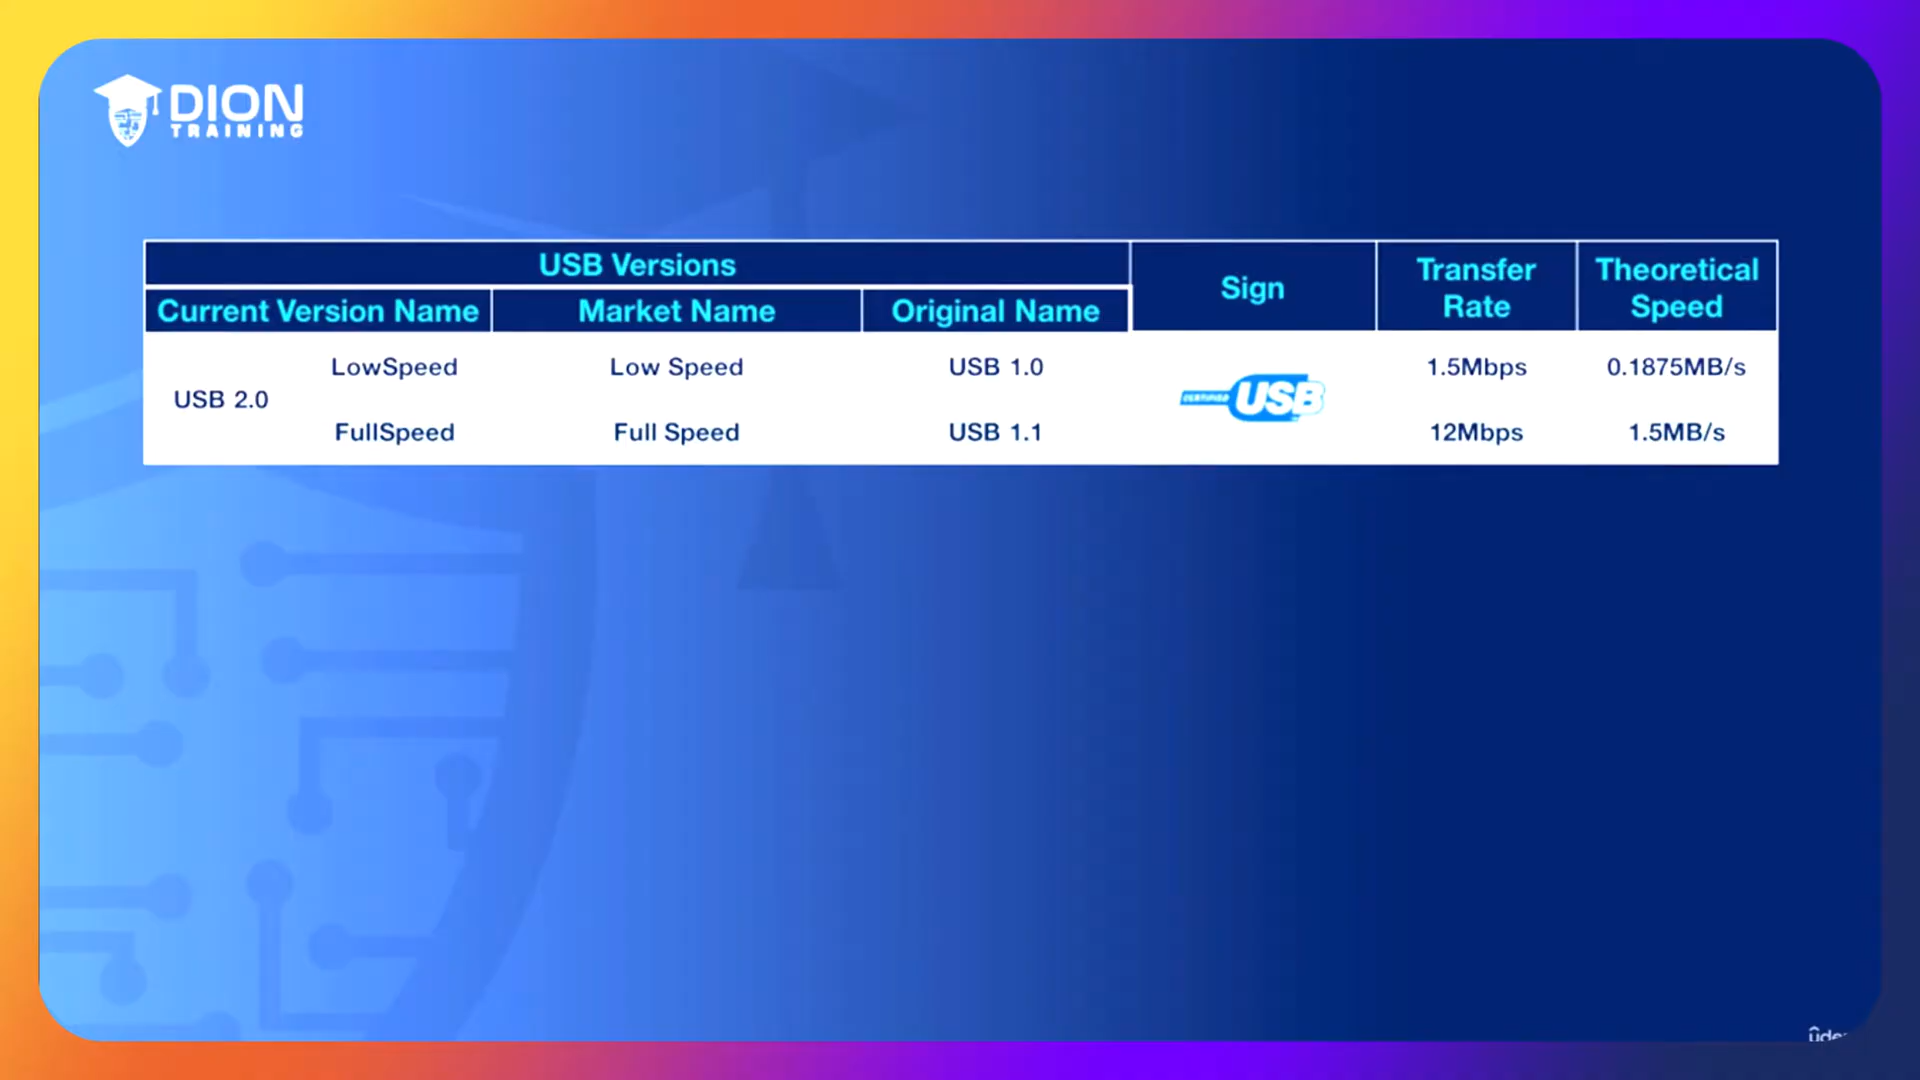 DION
TRAINING
USB Versions
Sign
Transfer
Rate
Theoretical
Speed
Current Version Name
Market Name
Original Name
USB 2.0
LowSpeed
Low Speed
USB 1.0
CERTIFIED USB
1.5Mbps
0.1875MB/s
FullSpeed
Full Speed
USB 1.1
12Mbps
1.5MB/s